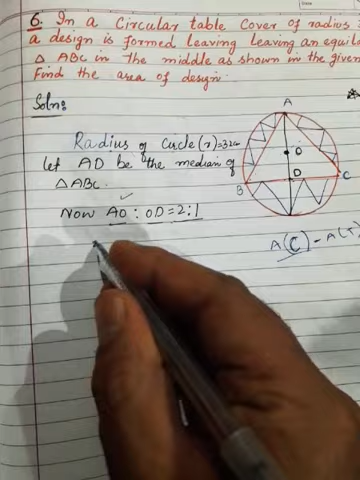 6. In a Circular table Cover of radius
a design is formed leaving leaving an equil
Δ ABC in the middle as shown in the given
Find the area of design.
Soln:
Radius of Circle (r)=32cm
let AD be the median of
Δ ABC.
Now AO : OD = 2:1
A
O
D
B
C
A(C) - A(T)